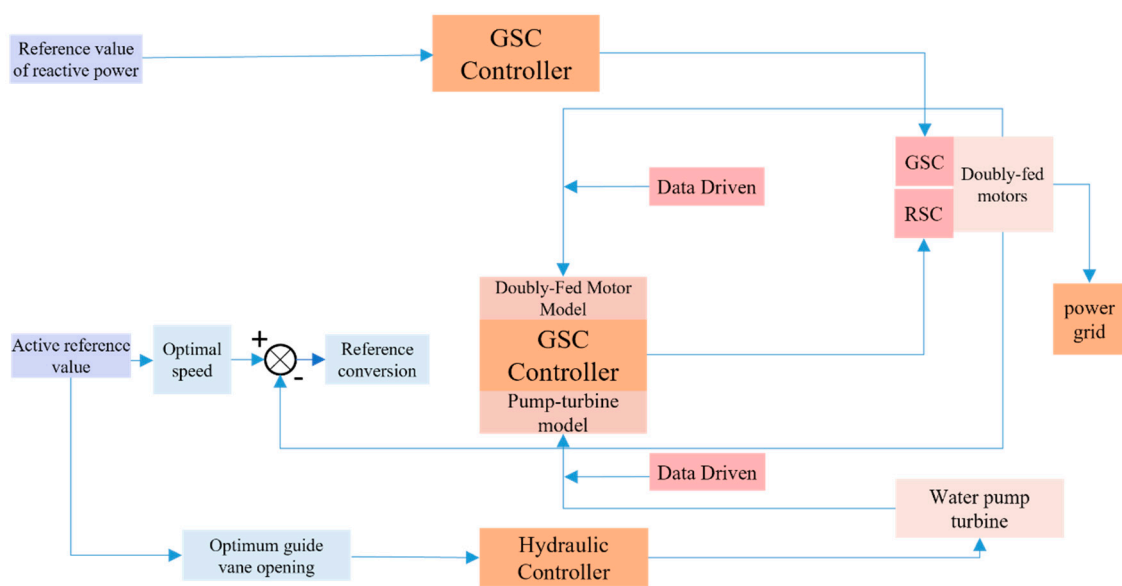 Reference value
of reactive power
GSC
Controller
GSC
RSC
Doubly-fed
motors
Data Driven
Doubly-Fed Motor
Model
GSC
Controller
Pump-turbine
model
power
grid
Active reference
value
Optimal
speed
+
-
Reference
conversion
Data Driven
Water pump
turbine
Optimum guide
vane opening
Hydraulic
Controller